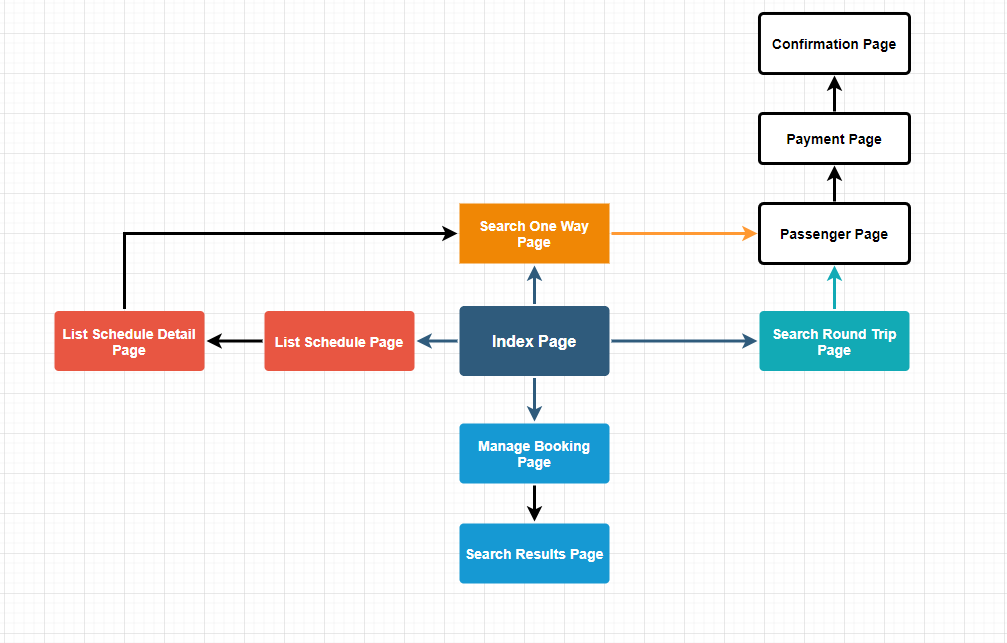 Confirmation Page
Payment Page
Search One Way
Page
Passenger Page
List Schedule Detail
Page
List Schedule Page
Index Page
Search Round Trip
Page
Manage Booking
Page
Search Results Page